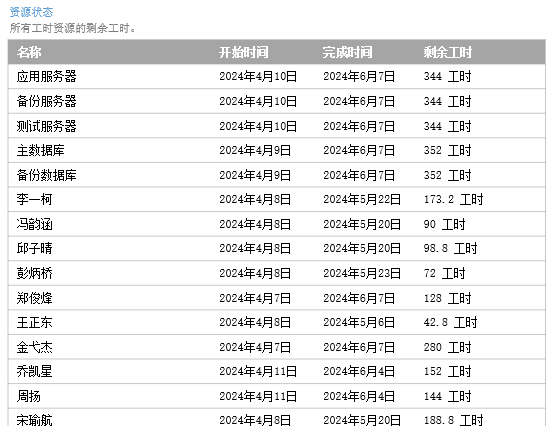 资源状态
所有工时资源的剩余工时。
名称 开始时间 完成时间 剩余工时
应用服务器 2024年4月10日 2024年6月7日 344 工时
备份服务器 2024年4月10日 2024年6月7日 344 工时
测试服务器 2024年4月10日 2024年6月7日 344 工时
主数据库 2024年4月9日 2024年6月7日 352 工时
备份数据库 2024年4月9日 2024年6月7日 352 工时
李一柯 2024年4月8日 2024年5月22日 173.2 工时
冯韵涵 2024年4月8日 2024年5月20日 90 工时
邱子晴 2024年4月8日 2024年5月20日 98.8 工时
彭炳桥 2024年4月8日 2024年5月23日 72 工时
郑俊烽 2024年4月7日 2024年6月7日 128 工时
王正东 2024年4月8日 2024年5月6日 42.8 工时
金弋杰 2024年4月7日 2024年6月7日 280 工时
乔凯星 2024年4月11日 2024年6月4日 152 工时
周扬 2024年4月11日 2024年6月4日 144 工时
宋瑜航 2024年4月8日 2024年5月20日 188.8 工时